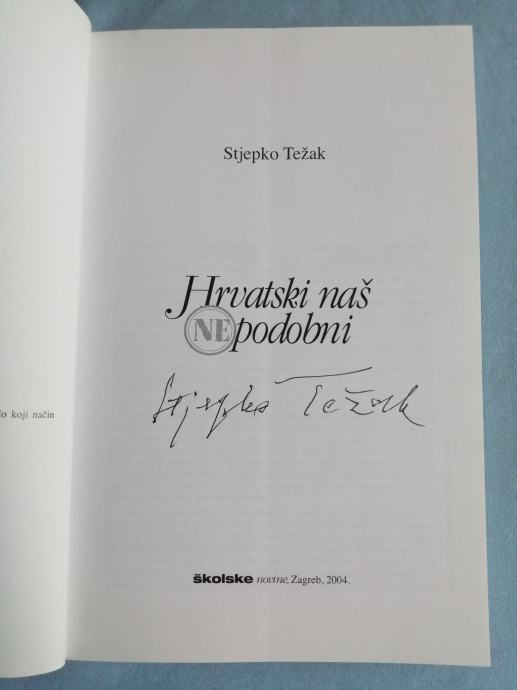 o koji način
Stjepko Težak
Hrvatski naš
NEpodobni
Stjepko Težak
školske novine, Zagreb, 2004.